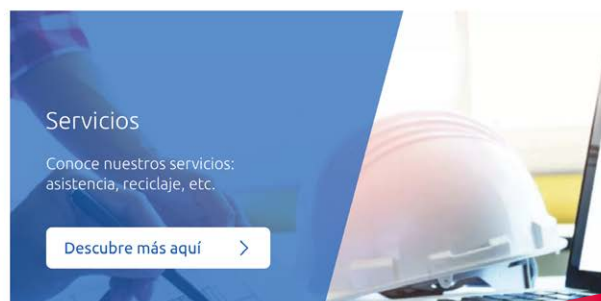 Servicios
Conoce nuestros servicios:
asistencia, reciclaje, etc.
Descubre más aquí